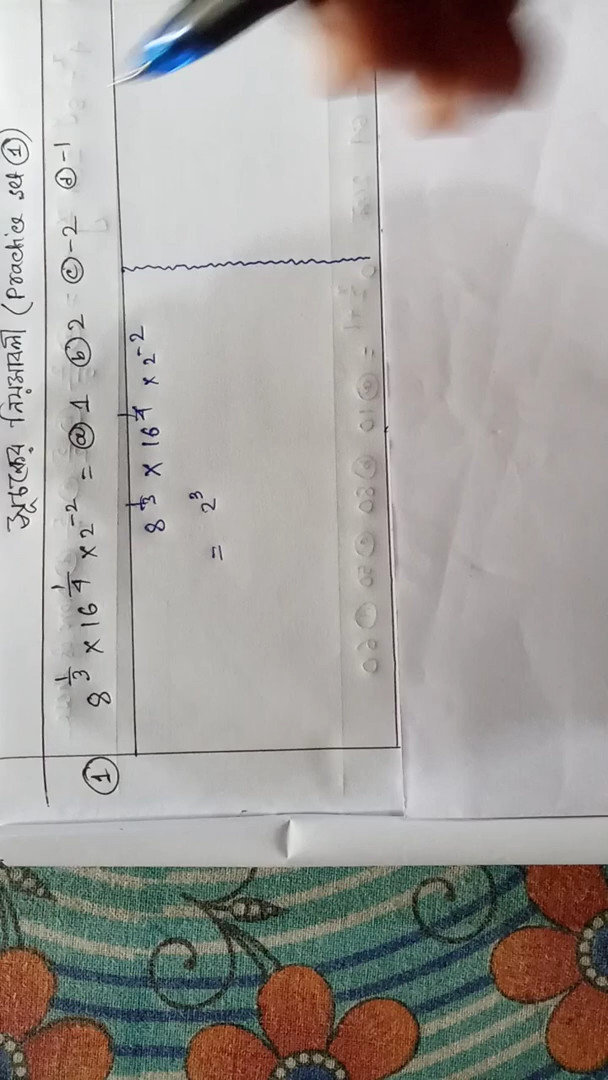 সূচকের নিয়মাবলী (Practice set ①)
① 8^1/3 × 16^1/4 × 2^-2 = ⓐ 1 = ⓑ 2 = ⓒ -2 ⓓ -1
8^1/3 × 16^1/4 × 2^-2
= 2^3